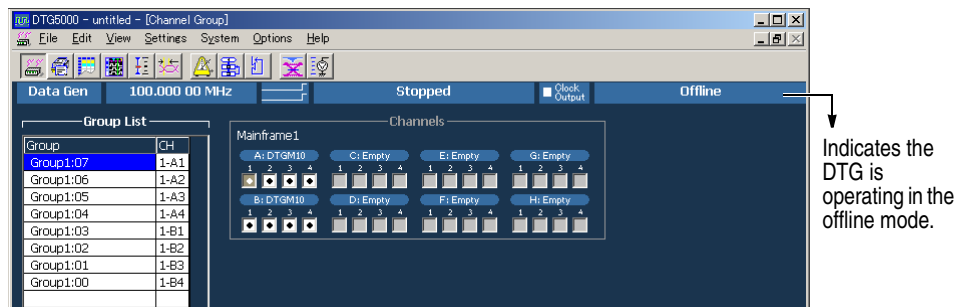 DTG5000 - untitled - [Channel Group]
File Edit View Settings System Options Help
Data Gen 100.000 00 MHz Stopped Clock Output Offline
Group List
Group CH
Group1:07 1-A1
Group1:06 1-A2
Group1:05 1-A3
Group1:04 1-A4
Group1:03 1-B1
Group1:02 1-B2
Group1:01 1-B3
Group1:00 1-B4
Channels
Mainframe1
A: DTGM10 C: Empty E: Empty G: Empty
1 2 3 4 1 2 3 4 1 2 3 4 1 2 3 4
B: DTGM10 D: Empty F: Empty H: Empty
1 2 3 4 1 2 3 4 1 2 3 4 1 2 3 4
Indicates the
DTG is
operating in the
offline mode.